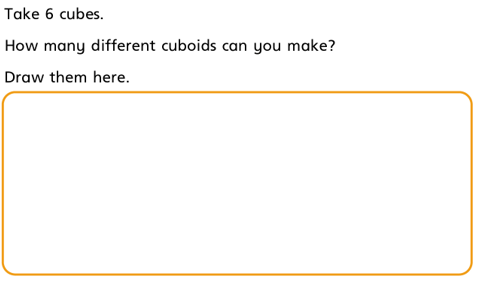 Take 6 cubes.
How many different cuboids can you make?
Draw them here.